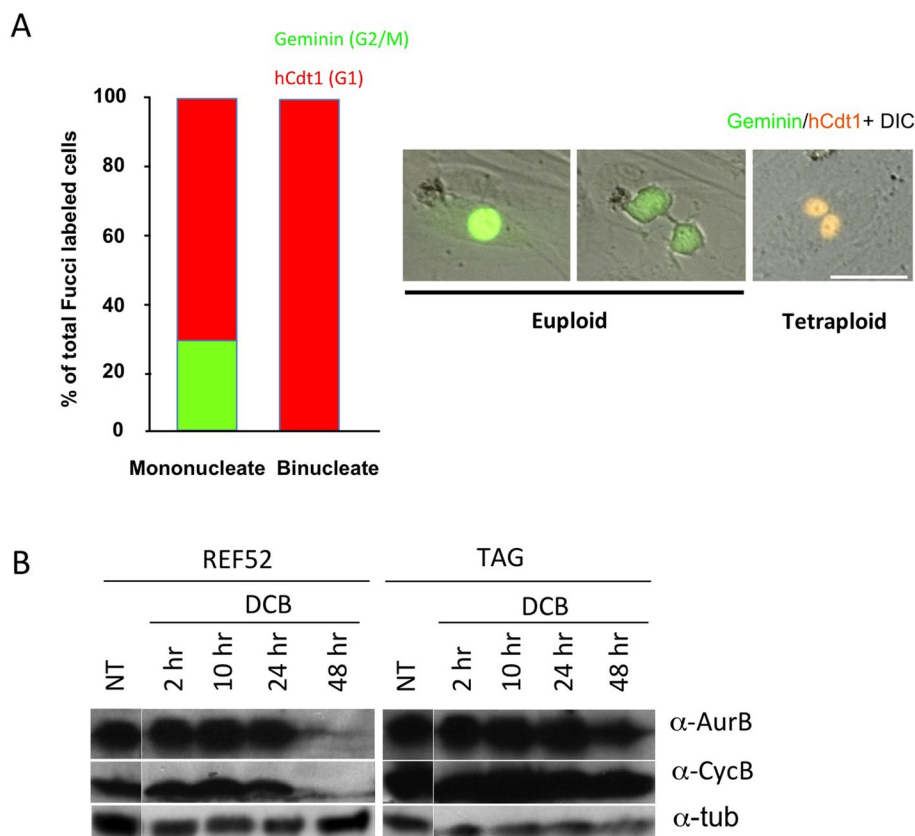 A
Geminin (G2/M)
hCdt1 (G1)
% of total Fucci labeled cells
100
80
60
40
20
0
Mononucleate Binucleate
Geminin/hCdt1+ DIC
Euploid
Tetraploid
B
REF52
TAG
DCB
DCB
NT 2 hr 10 hr 24 hr 48 hr
NT 2 hr 10 hr 24 hr 48 hr
α-AurB
α-CycB
α-tub